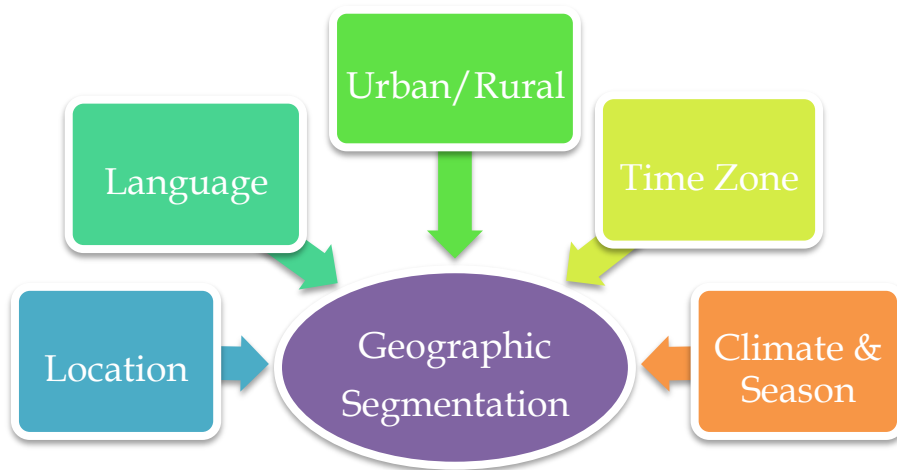 Urban/Rural
Language
Time Zone
Location
Geographic
Segmentation
Climate &
Season